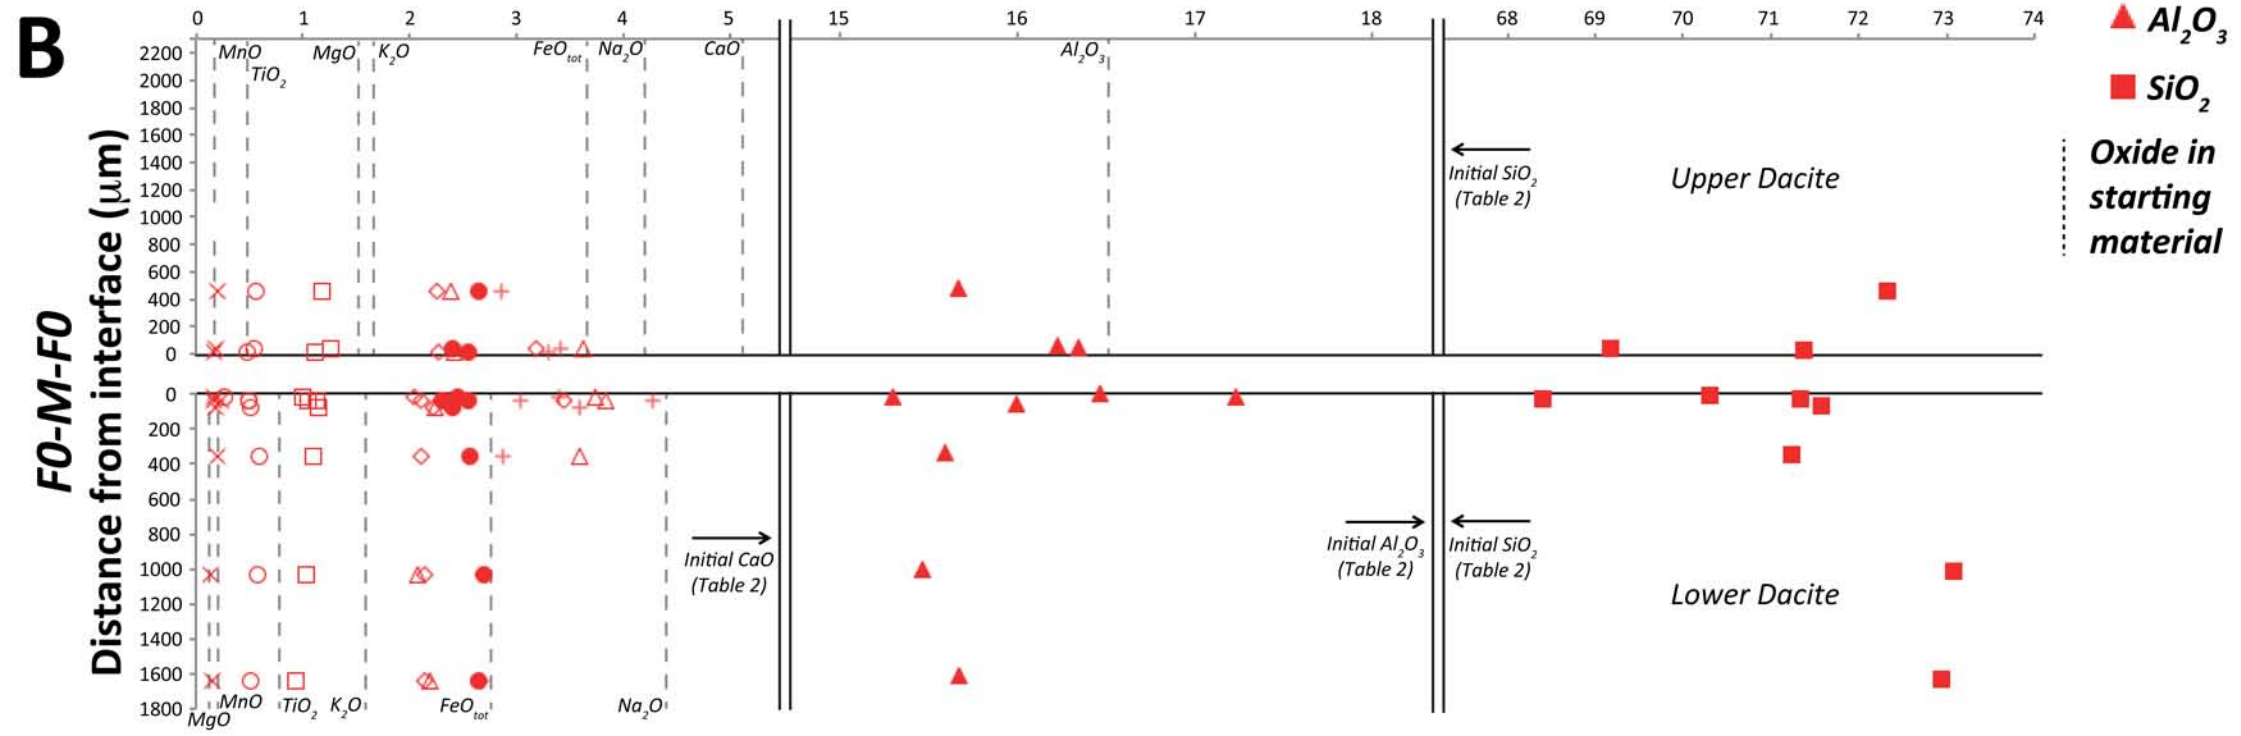 B
0 1 2 3 4 5 15 16 17 18 68 69 70 71 72 73 74
Al₂O₃
SiO₂
Oxide in
starting
material
F0-M-F0
Distance from interface (µm)
2200
2000
1800
1600
1400
1200
1000
800
600
400
200
0
MnO
TiO₂
MgO
K₂O
FeOtot
Na₂O
CaO
Al₂O₃
Initial SiO₂
(Table 2)
Upper Dacite
0
200
400
600
800
1000
1200
1400
1600
1800
Initial CaO
(Table 2)
Initial Al₂O₃
(Table 2)
Initial SiO₂
(Table 2)
Lower Dacite
MgO
MnO
TiO₂
K₂O
FeOtot
Na₂O